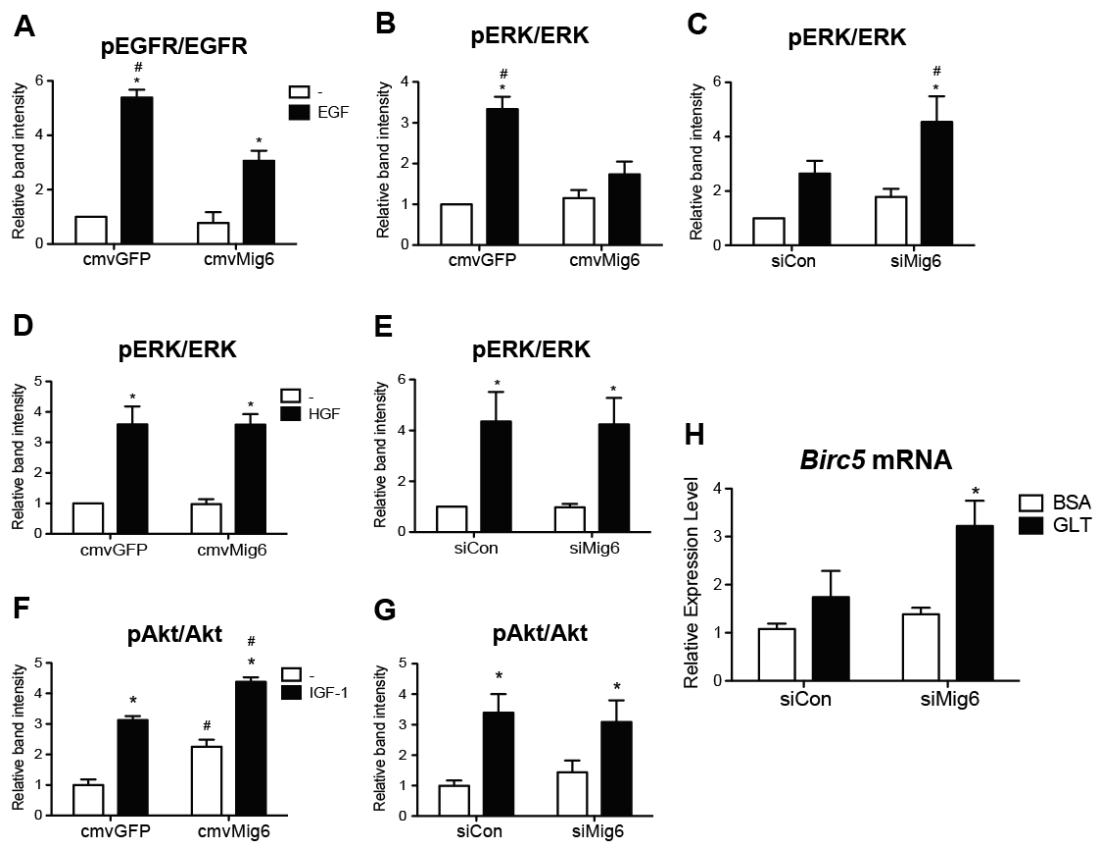 A
pEGFR/EGFR
Relative band intensity
6
4
2
0
#
*
*
cmvGFP
cmvMig6
-
EGF
B
pERK/ERK
Relative band intensity
4
3
2
1
0
#
*
cmvGFP
cmvMig6
C
pERK/ERK
Relative band intensity
6
4
2
0
#
*
siCon
siMig6
D
pERK/ERK
Relative band intensity
5
4
3
2
1
0
*
*
cmvGFP
cmvMig6
-
HGF
E
pERK/ERK
Relative band intensity
6
4
2
0
*
*
siCon
siMig6
F
pAkt/Akt
Relative band intensity
5
4
3
2
1
0
*
#
#
*
cmvGFP
cmvMig6
-
IGF-1
G
pAkt/Akt
Relative band intensity
5
4
3
2
1
0
*
*
siCon
siMig6
H
Birc5 mRNA
Relative Expression Level
4
3
2
1
0
*
siCon
siMig6
BSA
GLT